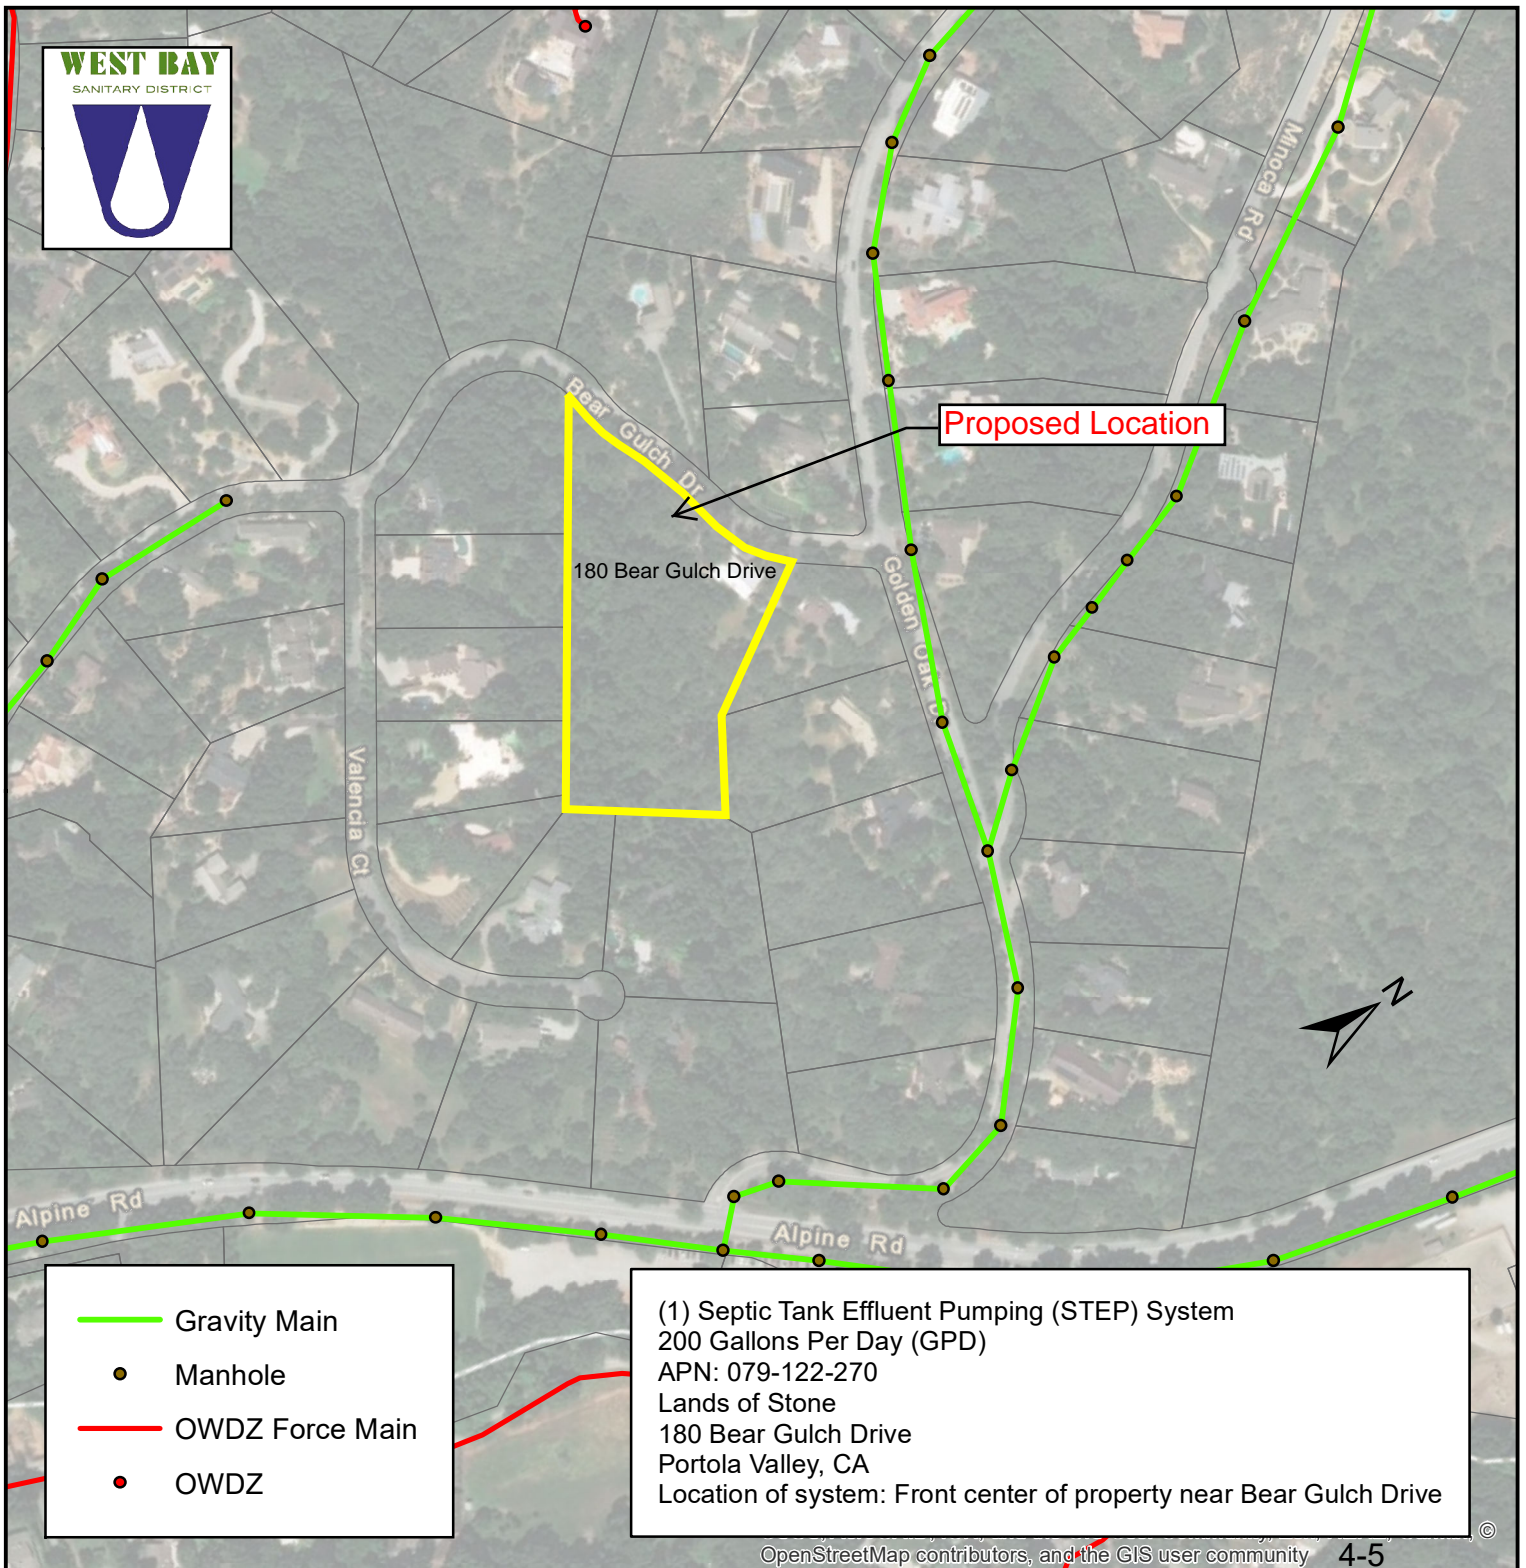 WEST BAY
SANITARY DISTRICT
Minoca Rd
Bear Gulch Dr
Proposed Location
180 Bear Gulch Drive
Golden Oak D
Valencia Ct
N
Alpine Rd
Alpine Rd
Gravity Main
Manhole
OWDZ Force Main
OWDZ
(1) Septic Tank Effluent Pumping (STEP) System
200 Gallons Per Day (GPD)
APN: 079-122-270
Lands of Stone
180 Bear Gulch Drive
Portola Valley, CA
Location of system: Front center of property near Bear Gulch Drive
©
OpenStreetMap contributors, and the GIS user community
4-5